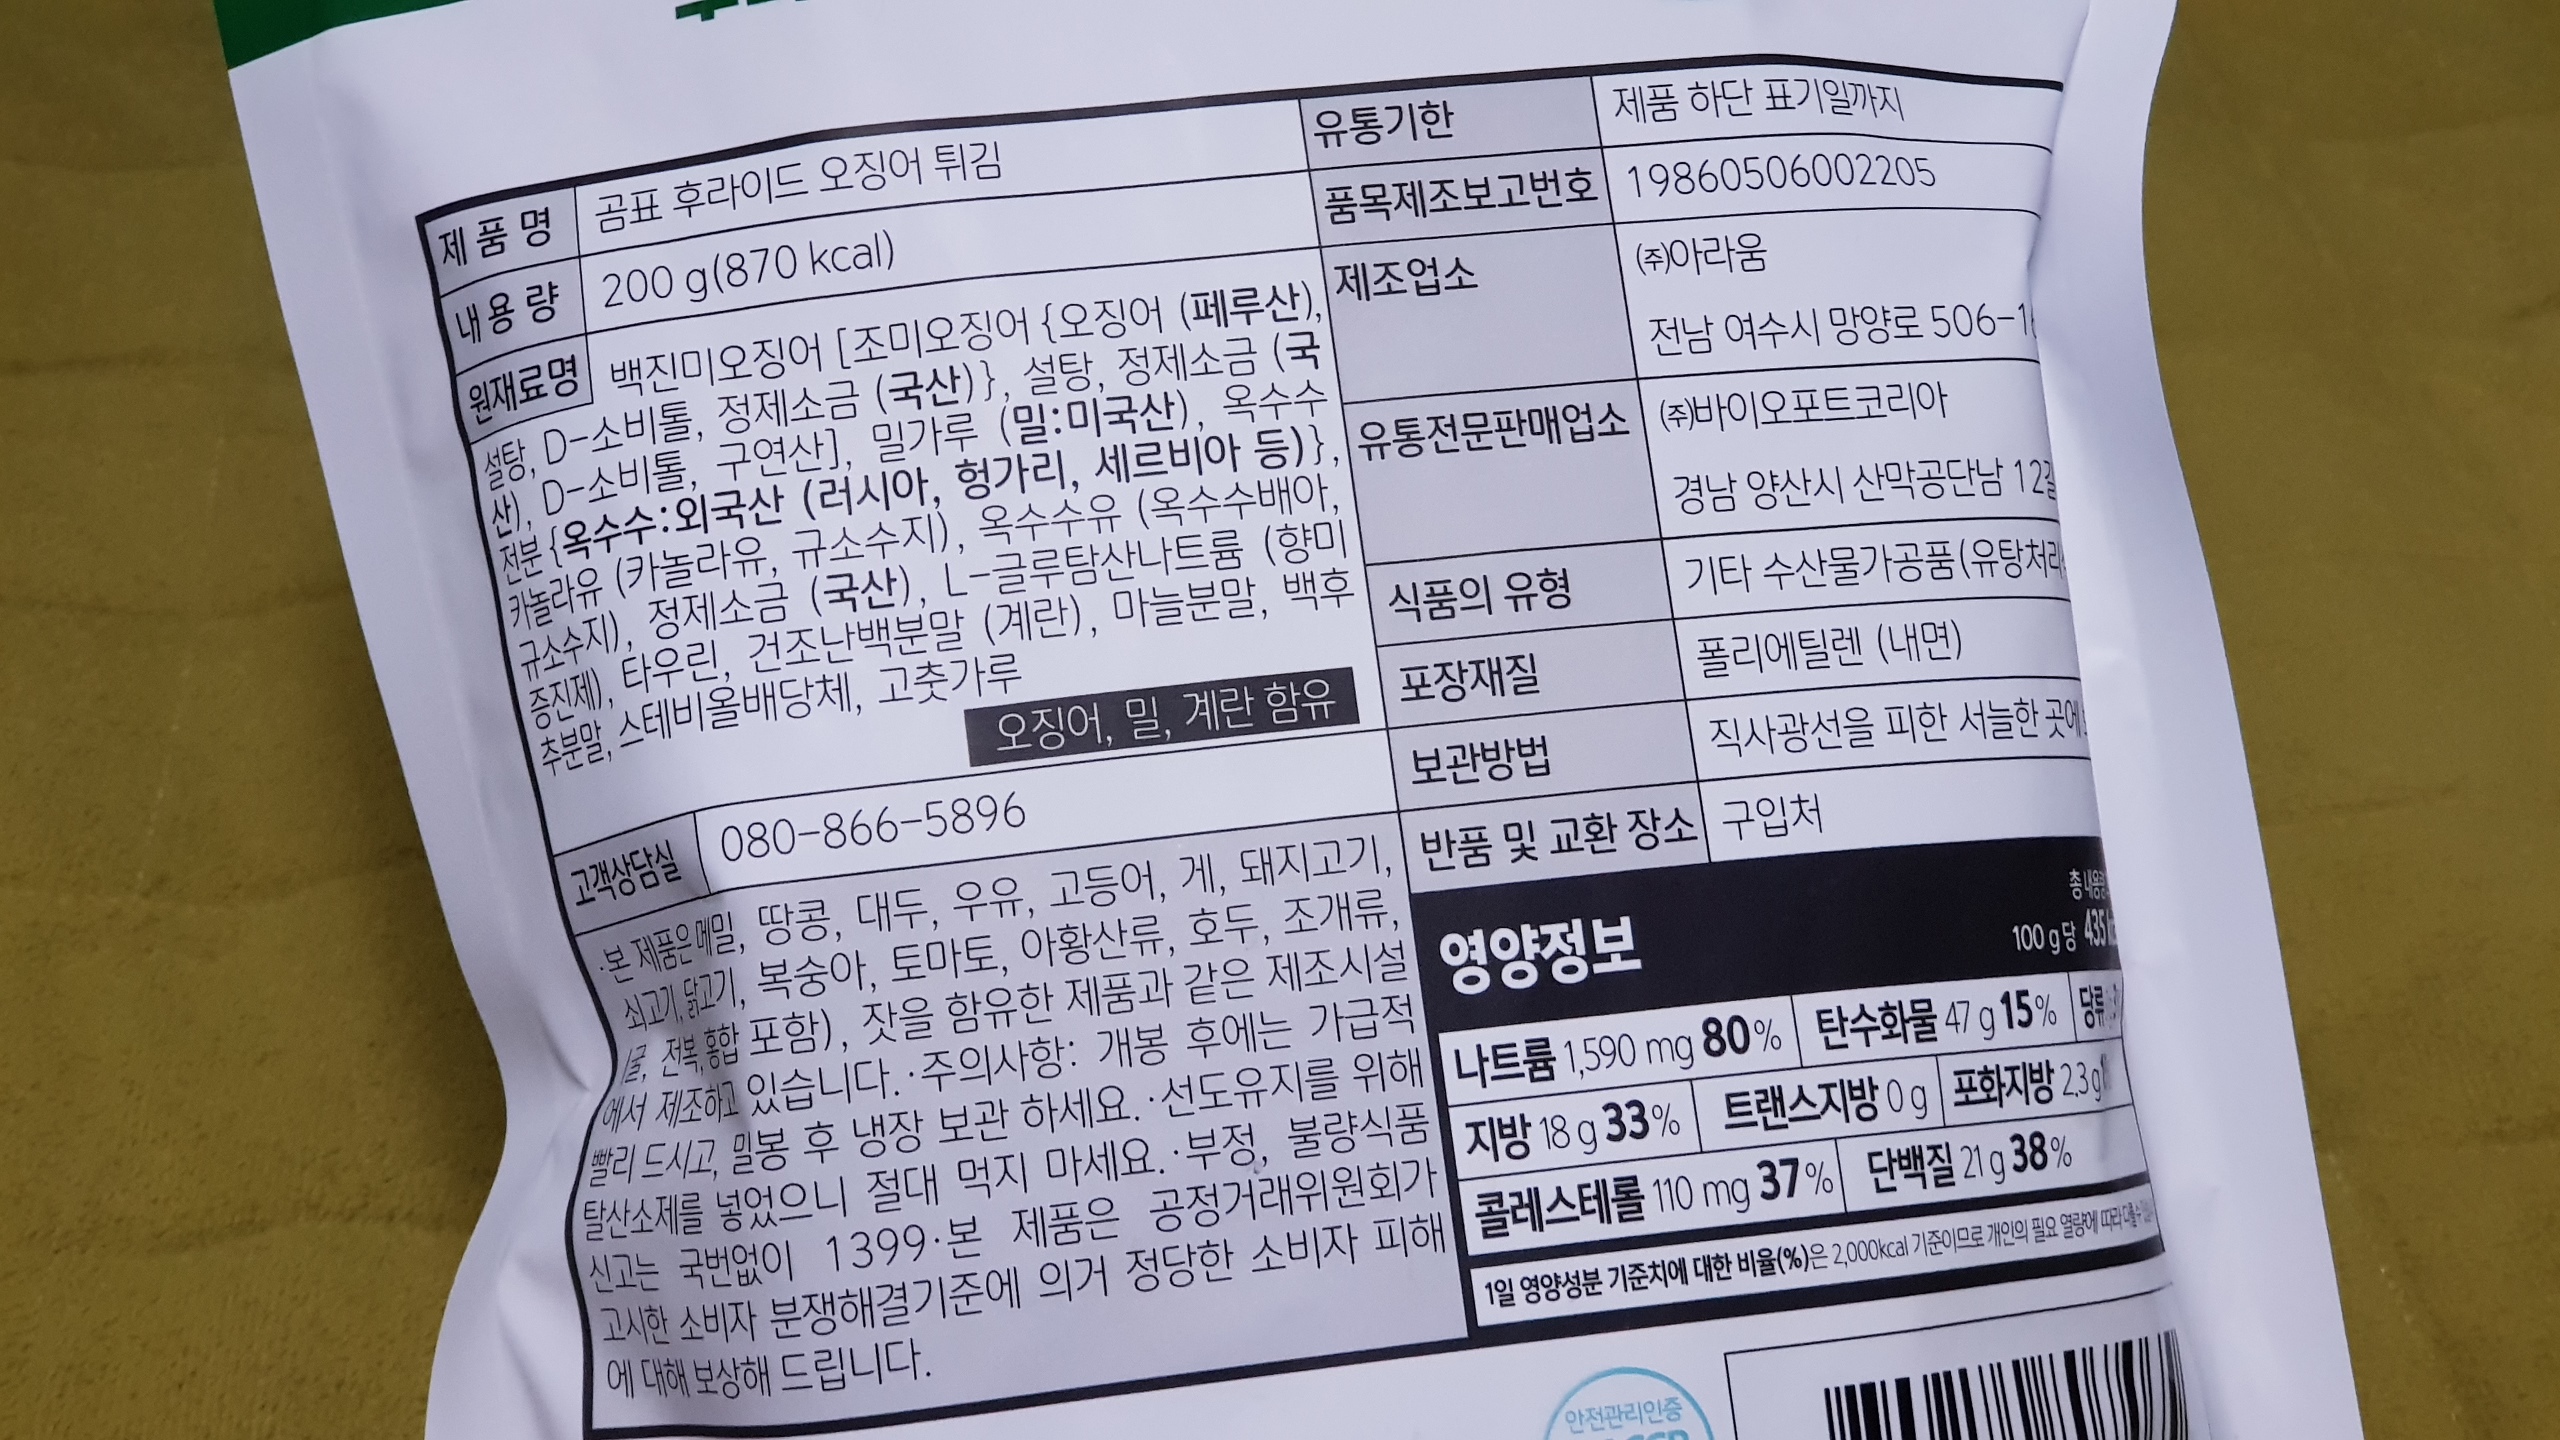 제품명 곰표 후라이드 오징어 튀김
내용량 200 g(870 kcal)
원재료명 백진미오징어 [조미오징어 {오징어 (페루산),
설탕, D-소비톨, 정제소금 (국산)}, 설탕, 정제소금 (국
산), D-소비톨, 구연산], 밀가루 (밀:미국산), 옥수수
전분 {옥수수:외국산 (러시아, 헝가리, 세르비아 등)},
카놀라유 (카놀라유, 규소수지), 옥수수유 (옥수수배아,
규소수지), 정제소금 (국산), L-글루탐산나트륨 (향미
증진제), 타우린, 건조난백분말 (계란), 마늘분말, 백후
추분말, 스테비올배당체, 고춧가루
오징어, 밀, 계란 함유
고객상담실 080-866-5896
·본 제품은 메밀, 땅콩, 대두, 우유, 고등어, 게, 돼지고기,
쇠고기, 닭고기, 복숭아, 토마토, 아황산류, 호두, 조개류,
(굴, 전복, 홍합 포함), 잣을 함유한 제품과 같은 제조시설
에서 제조하고 있습니다. ·주의사항: 개봉 후에는 가급적
빨리 드시고, 밀봉 후 냉장 보관 하세요. ·선도유지를 위해
탈산소제를 넣었으니 절대 먹지 마세요. ·부정, 불량식품
신고는 국번없이 1399·본 제품은 공정거래위원회가
고시한 소비자 분쟁해결기준에 의거 정당한 소비자 피해
에 대해 보상해 드립니다.
유통기한 제품 하단 표기일까지
품목제조보고번호 19860506002205
제조업소 ㈜아라움
전남 여수시 망양로 506-
유통전문판매업소 ㈜바이오포트코리아
경남 양산시 산막공단남 12길
식품의 유형 기타 수산물가공품(유탕처리
포장재질 폴리에틸렌 (내면)
보관방법 직사광선을 피한 서늘한 곳에
반품 및 교환 장소 구입처
총 내용량
영양정보 100 g당 435
나트륨 1,590 mg 80% 탄수화물 47 g 15% 당류
지방 18 g 33% 트랜스지방 0 g 포화지방 2.3 g
콜레스테롤 110 mg 37% 단백질 21 g 38%
1일 영양성분 기준치에 대한 비율(%)은 2,000kcal 기준이므로 개인의 필요 열량에 따라 다를 수
안전관리인증